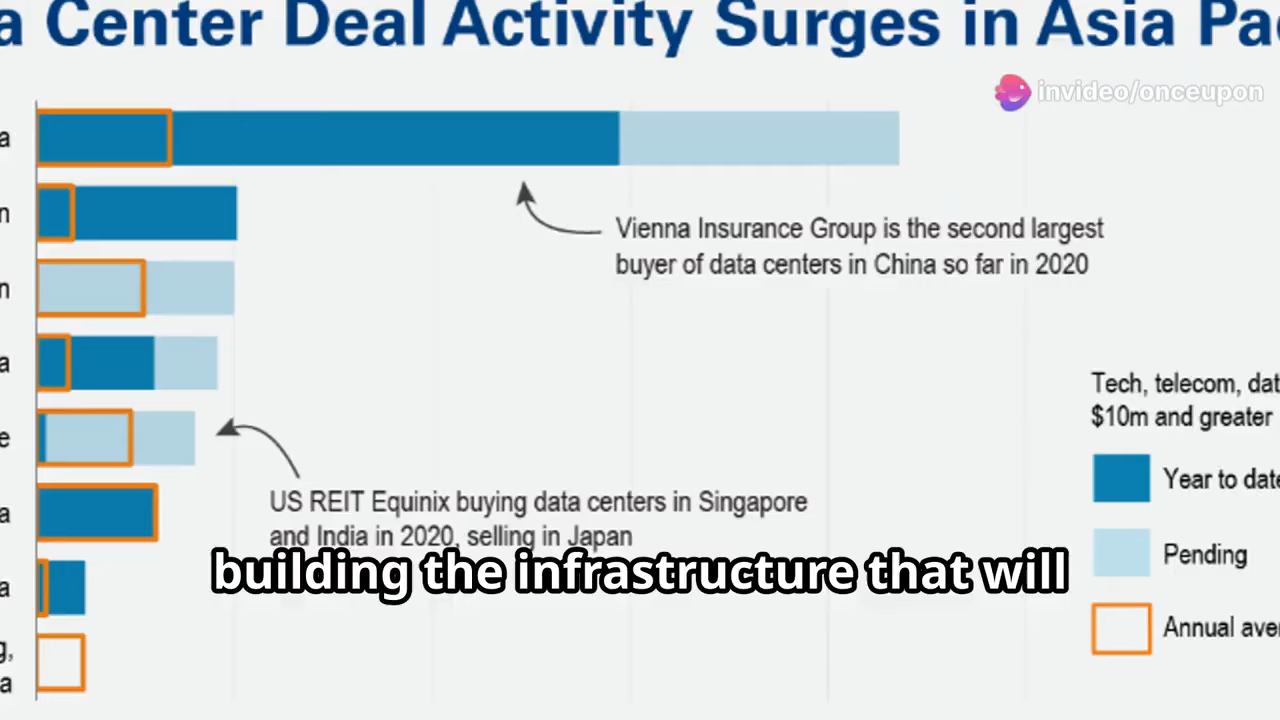 a Center Deal Activity Surges in Asia Pac
invideo/onceupon
a
n
Vienna Insurance Group is the second largest
buyer of data centers in China so far in 2020
n
a
Tech, telecom, dat
$10m and greater
e
Year to date
US REIT Equinix buying data centers in Singapore
and India in 2020, selling in Japan
a
Pending
building the infrastructure that will
a
Annual aver
g,
a